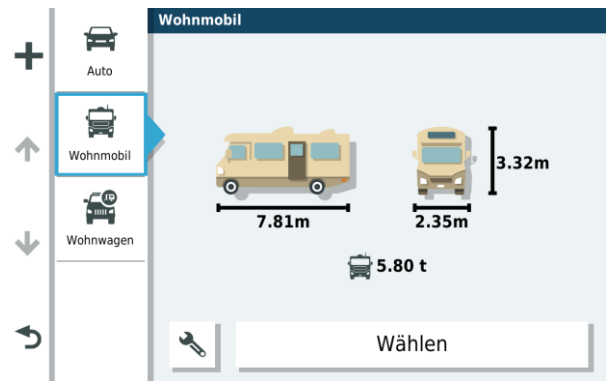 Wohnmobil
Auto
Wohnmobil
Wohnwagen
3.32m
7.81m
2.35m
5.80 t
Wählen